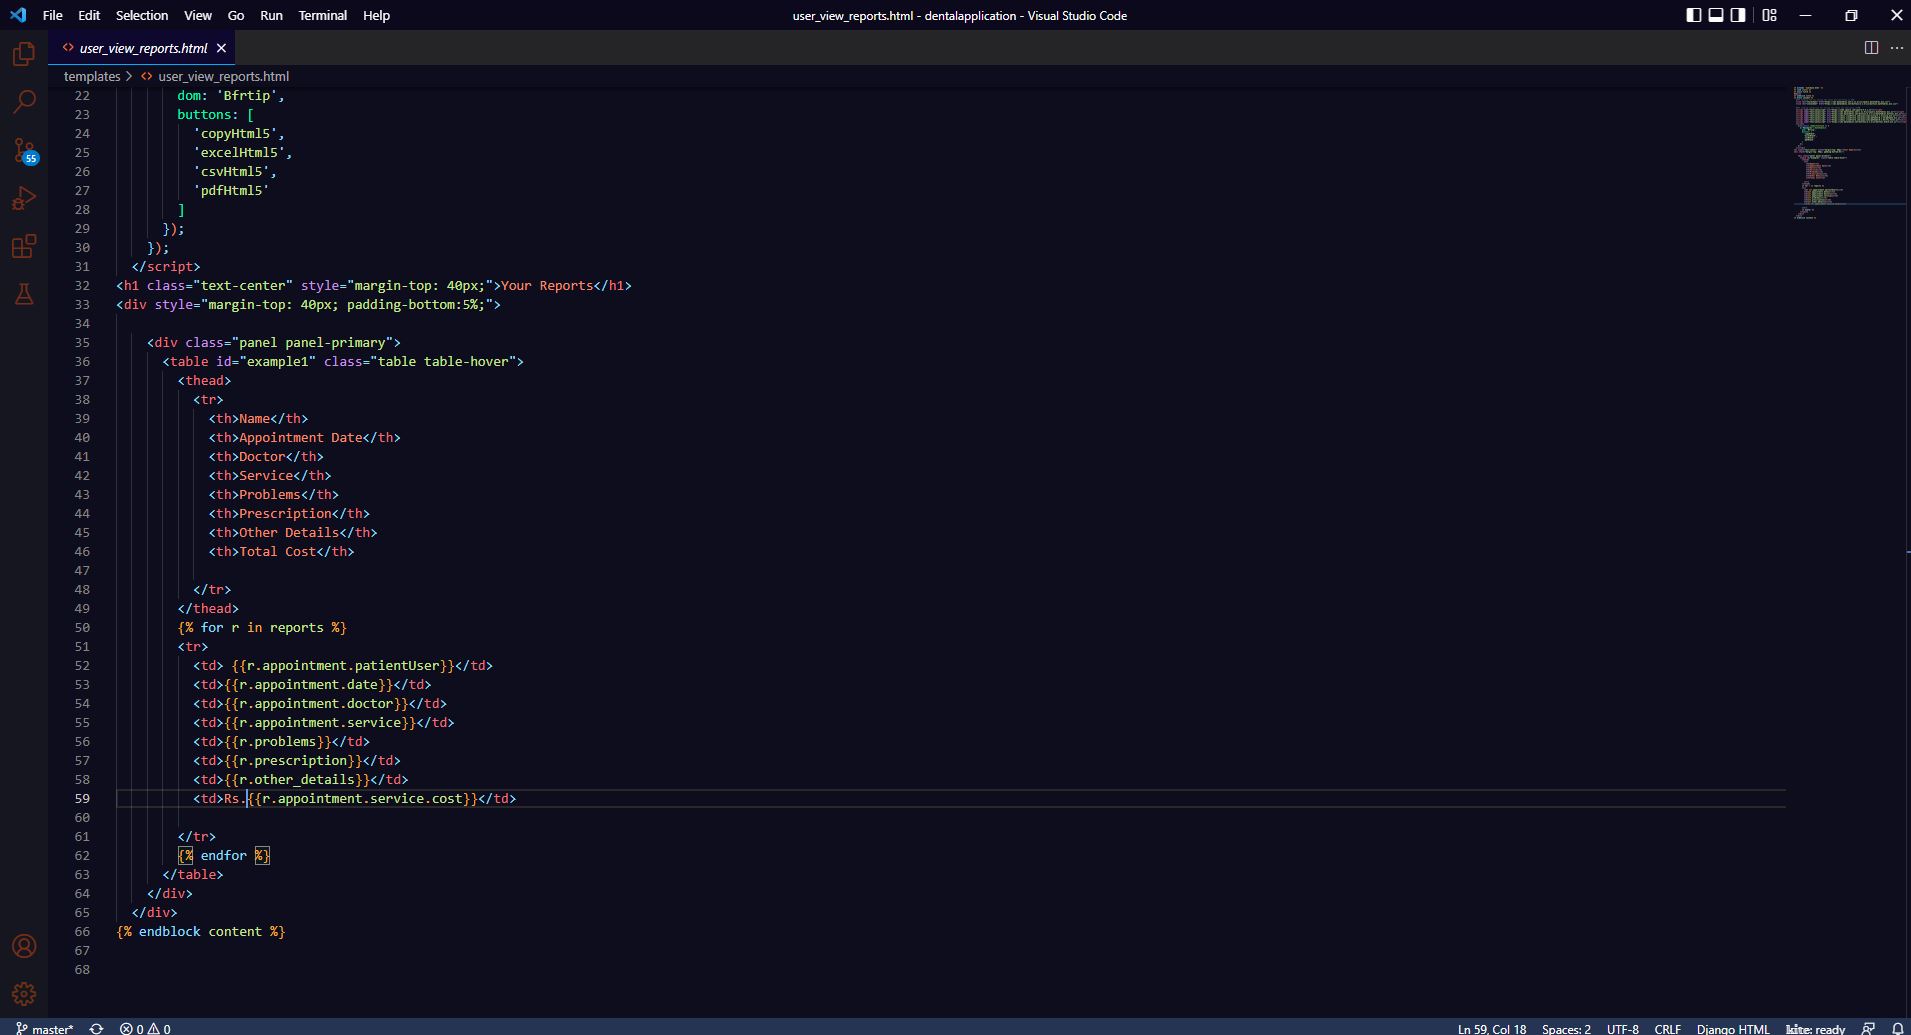 File Edit Selection View Go Run Terminal Help
user_view_reports.html - dentalapplication - Visual Studio Code
user_view_reports.html
templates > user_view_reports.html
55
22 dom: 'Bfrtip',
23 buttons: [
24 'copyHtml5',
25 'excelHtml5',
26 'csvHtml5',
27 'pdfHtml5'
28 ]
29 });
30 });
31 </script>
32 <h1 class="text-center" style="margin-top: 40px;">Your Reports</h1>
33 <div style="margin-top: 40px; padding-bottom:5%;">
34
35 <div class="panel panel-primary">
36 <table id="example1" class="table table-hover">
37 <thead>
38 <tr>
39 <th>Name</th>
40 <th>Appointment Date</th>
41 <th>Doctor</th>
42 <th>Service</th>
43 <th>Problems</th>
44 <th>Prescription</th>
45 <th>Other Details</th>
46 <th>Total Cost</th>
47
48 </tr>
49 </thead>
50 {% for r in reports %}
51 <tr>
52 <td> {{r.appointment.patientUser}}</td>
53 <td>{{r.appointment.date}}</td>
54 <td>{{r.appointment.doctor}}</td>
55 <td>{{r.appointment.service}}</td>
56 <td>{{r.problems}}</td>
57 <td>{{r.prescription}}</td>
58 <td>{{r.other_details}}</td>
59 <td>Rs.{{r.appointment.service.cost}}</td>
60
61 </tr>
62 {% endfor %}
63 </table>
64 </div>
65 </div>
66 {% endblock content %}
67
68
master* 0 0
Ln 59, Col 18 Spaces: 2 UTF-8 CRLF Django HTML kite: ready